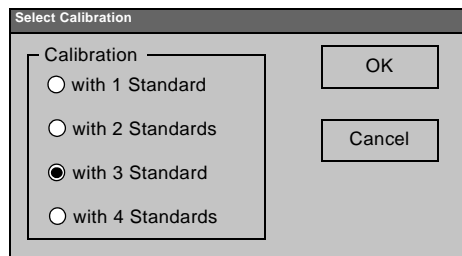 Select Calibration
Calibration
with 1 Standard
with 2 Standards
with 3 Standard
with 4 Standards
OK
Cancel